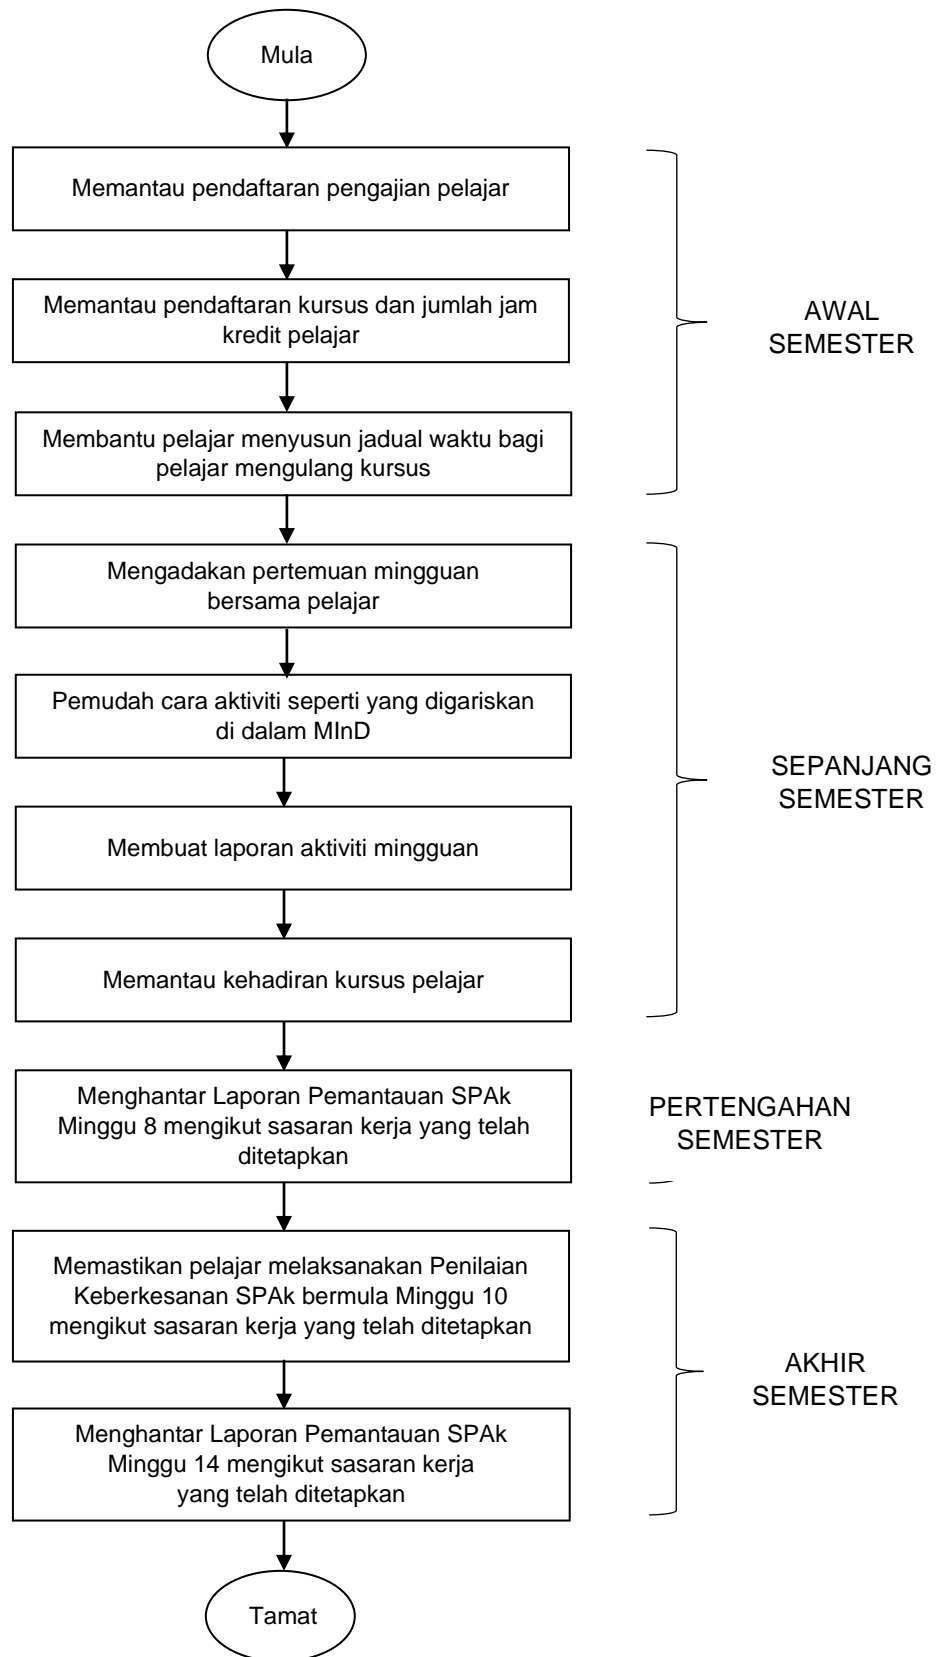 Mula
Memantau pendaftaran pengajian pelajar
Memantau pendaftaran kursus dan jumlah jam
kredit pelajar
Membantu pelajar menyusun jadual waktu bagi
pelajar mengulang kursus
AWAL
SEMESTER
Mengadakan pertemuan mingguan
bersama pelajar
Pemudah cara aktiviti seperti yang digariskan
di dalam MInD
Membuat laporan aktiviti mingguan
Memantau kehadiran kursus pelajar
SEPANJANG
SEMESTER
Menghantar Laporan Pemantauan SPAk
Minggu 8 mengikut sasaran kerja yang telah
ditetapkan
PERTENGAHAN
SEMESTER
Memastikan pelajar melaksanakan Penilaian
Keberkesanan SPAk bermula Minggu 10
mengikut sasaran kerja yang telah ditetapkan
Menghantar Laporan Pemantauan SPAk
Minggu 14 mengikut sasaran kerja
yang telah ditetapkan
AKHIR
SEMESTER
Tamat